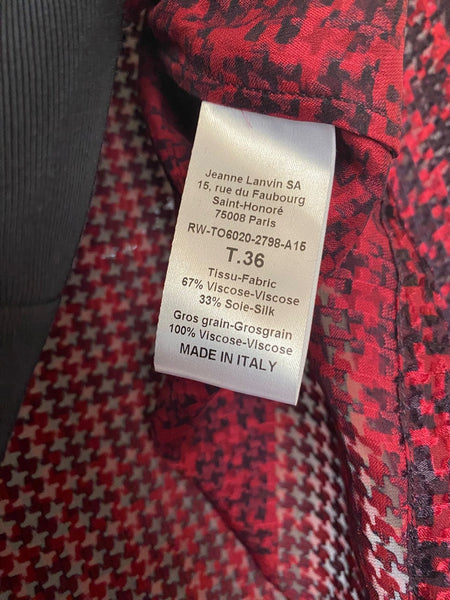 Jeanne Lanvin SA
15, rue du Faubourg
Saint-Honoré
75008 Paris
RW-TO6020-2798-A15
T.36
Tissu-Fabric
67% Viscose-Viscose
33% Soie-Silk
Gros grain-Grosgrain
100% Viscose-Viscose
MADE IN ITALY